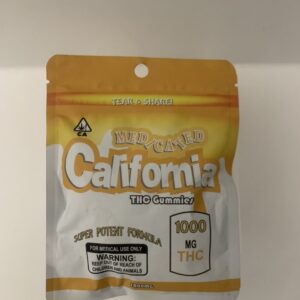 TEAR & SHARE!
CA
MEDICATED
California
THC Gummies
SUPER POTENT FORMULA
FOR MEDICAL USE ONLY
WARNING:
KEEP OUT OF REACH OF
CHILDREN AND ANIMALS
1000
MG
THC